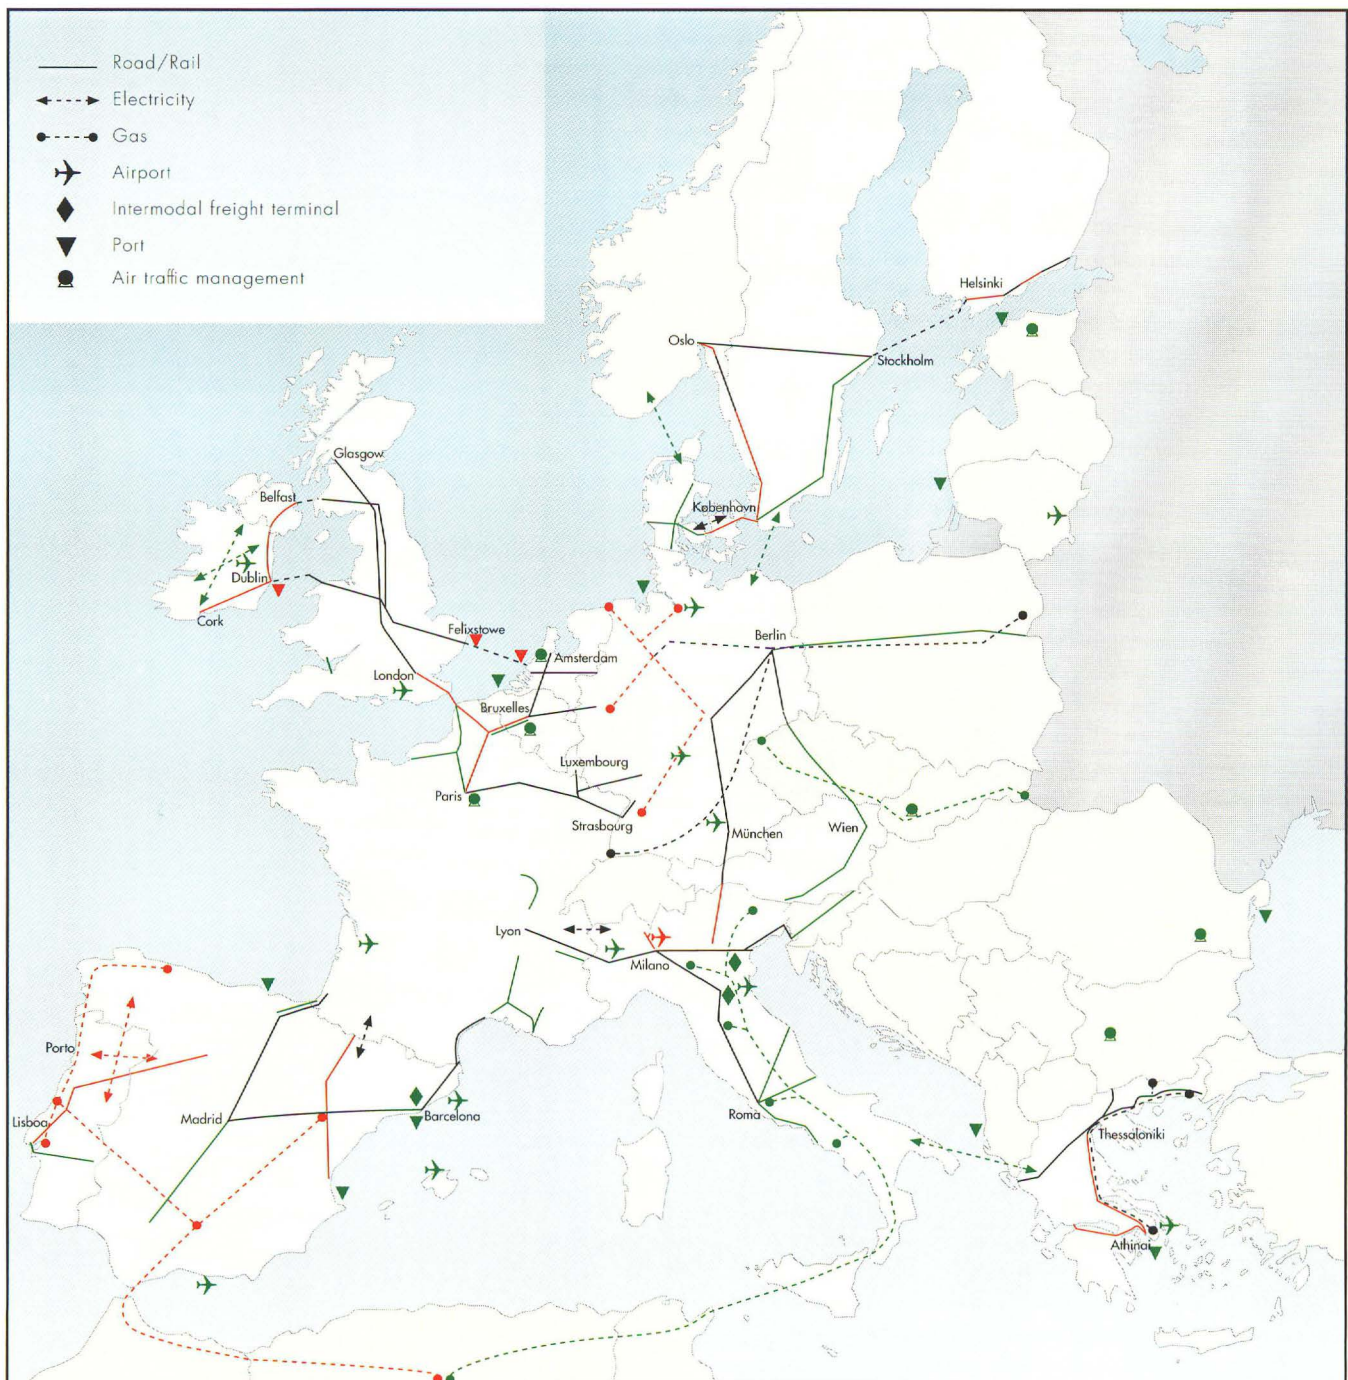 Road/Rail
Electricity
Gas
Airport
Intermodal freight terminal
Port
Air traffic management
Helsinki
Oslo
Stockholm
Glasgow
Belfast
København
Dublin
Cork
Felixstowe
Berlin
Amsterdam
London
Bruxelles
Luxembourg
Paris
Strasbourg
München
Wien
Lyon
Milano
Porto
Madrid
Barcelona
Roma
Lisboa
Thessaloniki
Athinai